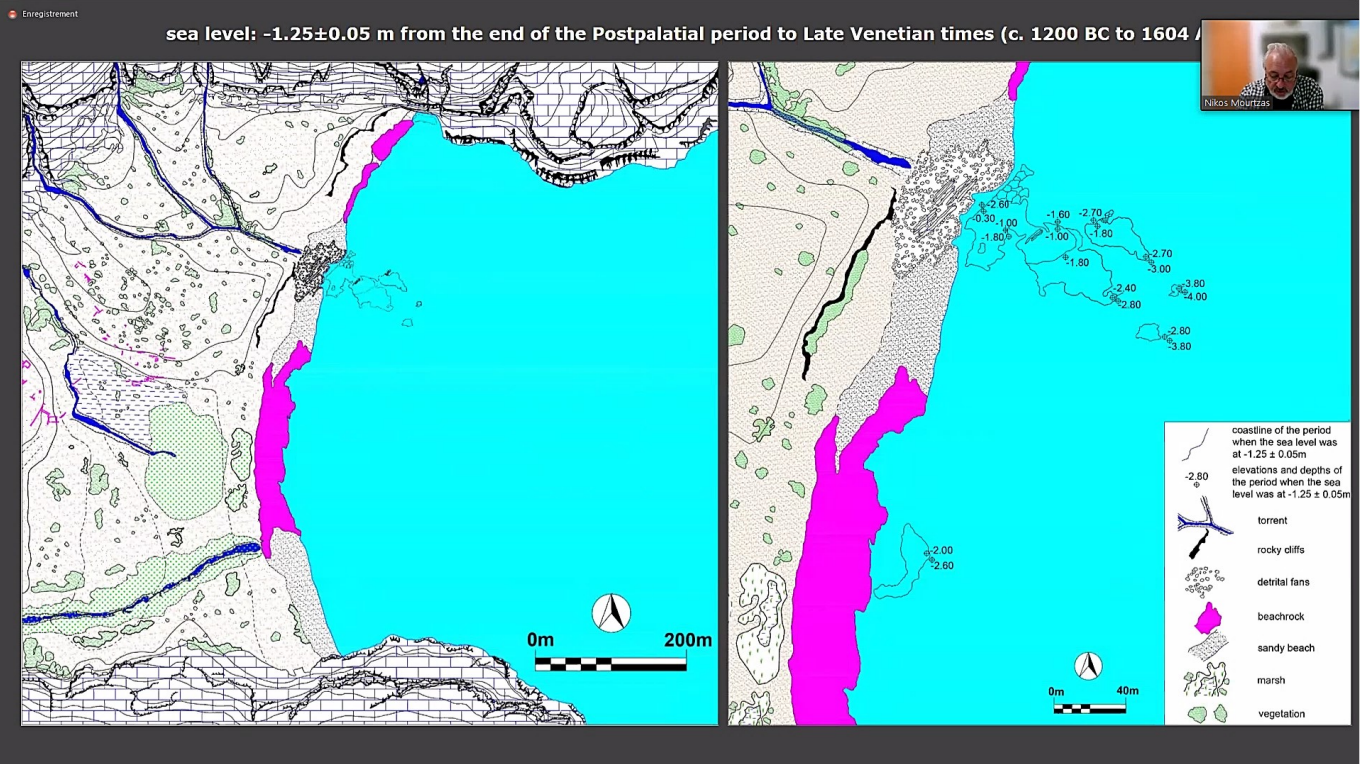 Enregistrement
sea level: -1.25±0.05 m from the end of the Postpalatial period to Late Venetian times (c. 1200 BC to 1604 A
Nikos Mourtzas
0m 200m
-2.60
-0.30
-1.00
-1.80
-1.60
-1.00
-2.70
-1.80
-1.80
-2.70
-3.00
-2.40
-2.80
-3.80
-4.00
-2.80
-3.80
-2.00
-2.60
0m 40m
coastline of the period
when the sea level was
at -1.25 ± 0.05m
-2.80
elevations and depths of
the period when the sea
level was at -1.25 ± 0.05m
torrent
rocky cliffs
detrital fans
beachrock
sandy beach
marsh
vegetation